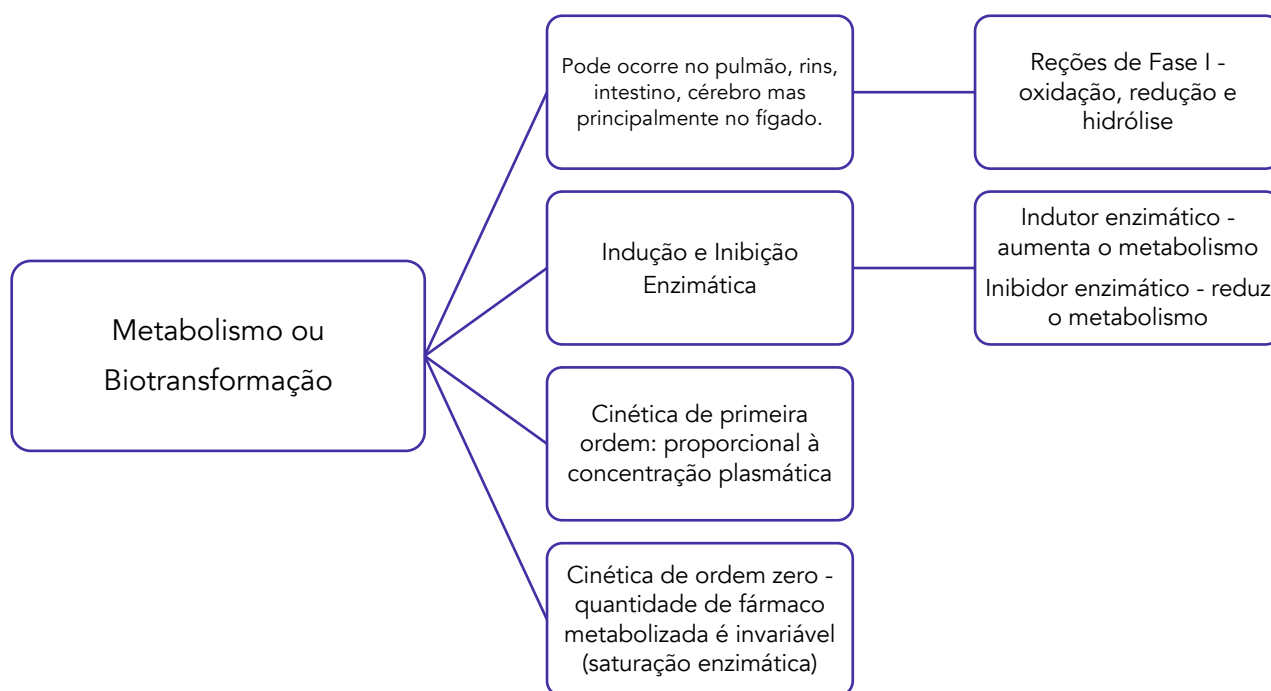 Metabolismo ou
Biotransformação
Pode ocorre no pulmão, rins,
intestino, cérebro mas
principalmente no fígado.
Reções de Fase I -
oxidação, redução e
hidrólise
Indução e Inibição
Enzimática
Indutor enzimático -
aumenta o metabolismo
Inibidor enzimático - reduz
o metabolismo
Cinética de primeira
ordem: proporcional à
concentração plasmática
Cinética de ordem zero -
quantidade de fármaco
metabolizada é invariável
(saturação enzimática)